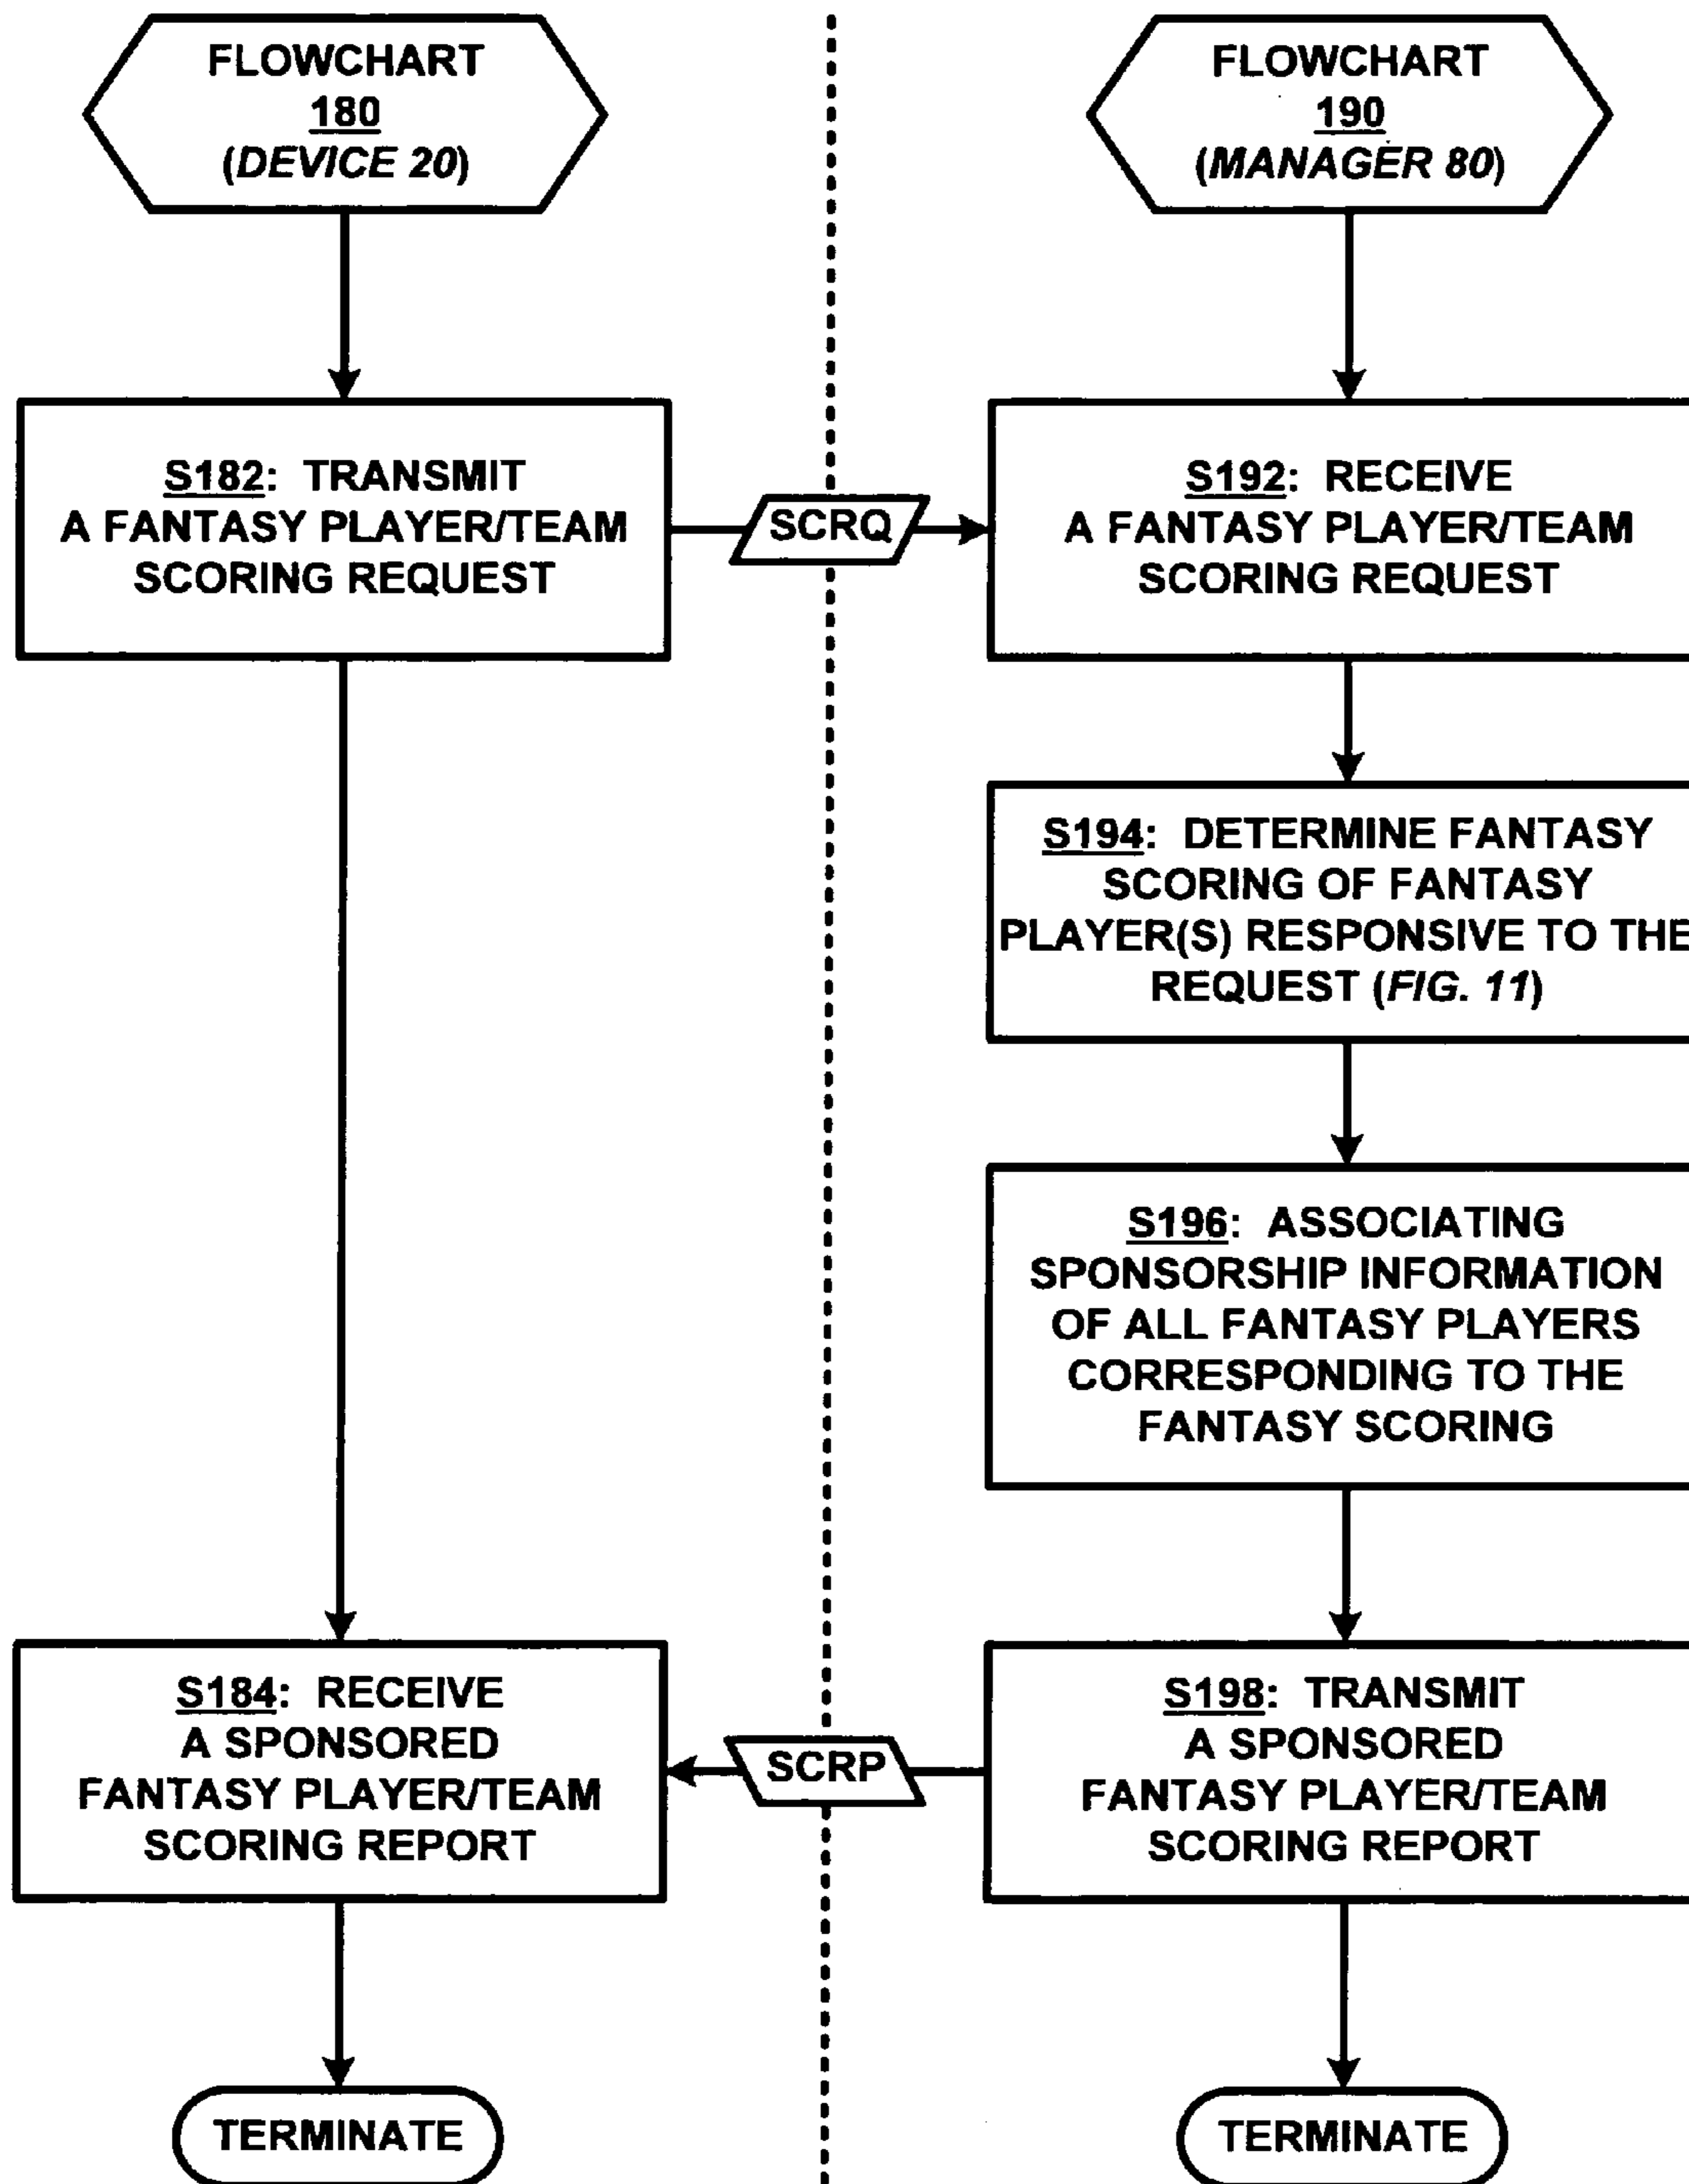 FLOWCHART
180
(DEVICE 20)
FLOWCHART
190
(MANAGER 80)
S182: TRANSMIT
A FANTASY PLAYER/TEAM
SCORING REQUEST
SCRQ
S192: RECEIVE
A FANTASY PLAYER/TEAM
SCORING REQUEST
S194: DETERMINE FANTASY
SCORING OF FANTASY
PLAYER(S) RESPONSIVE TO THE
REQUEST (FIG. 11)
S196: ASSOCIATING
SPONSORSHIP INFORMATION
OF ALL FANTASY PLAYERS
CORRESPONDING TO THE
FANTASY SCORING
S184: RECEIVE
A SPONSORED
FANTASY PLAYER/TEAM
SCORING REPORT
SCRP
S198: TRANSMIT
A SPONSORED
FANTASY PLAYER/TEAM
SCORING REPORT
TERMINATE
TERMINATE